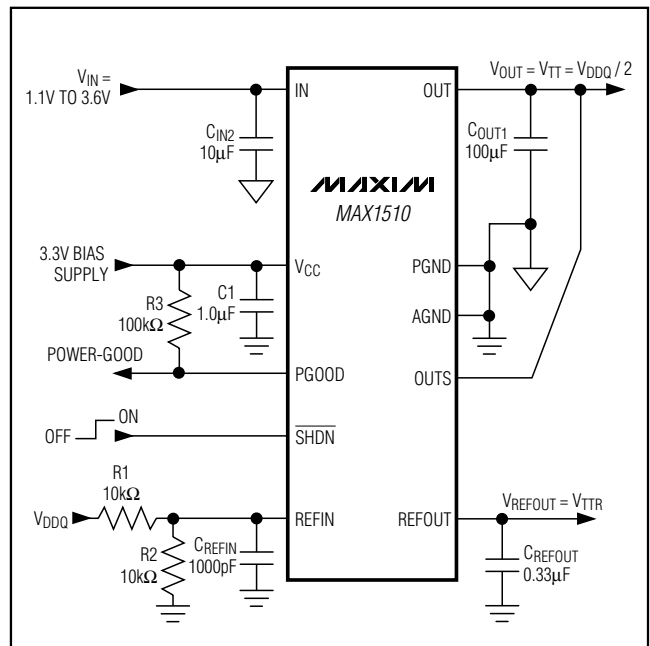 V_IN =
1.1V TO 3.6V
IN
C_IN2
10µF
OUT
V_OUT = V_TT = V_DDQ / 2
C_OUT1
100µF
MAXIM
MAX1510
3.3V BIAS
SUPPLY
V_CC
R3
100kΩ
C1
1.0µF
PGND
AGND
POWER-GOOD
PGOOD
OUTS
OFF
ON
SHDN
R1
10kΩ
V_DDQ
REFIN
REFOUT
V_REFOUT = V_TTR
R2
10kΩ
C_REFIN
1000pF
C_REFOUT
0.33µF